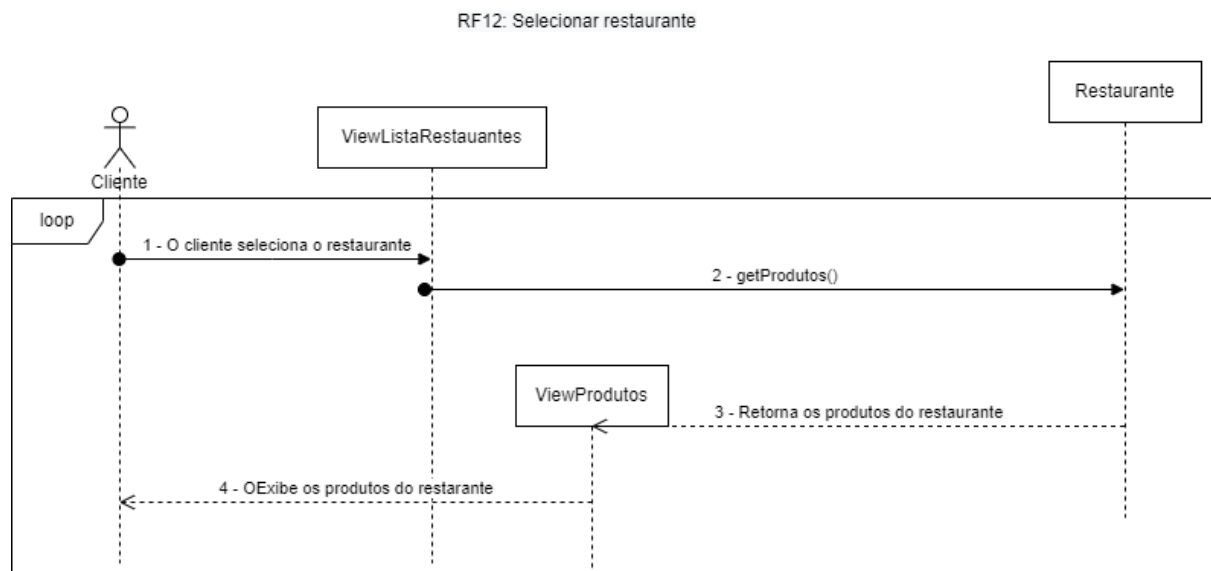 RF12: Selecionar restaurante
Restaurante
ViewListaRestauantes
Cliente
loop
1 - O cliente seleciona o restaurante
2 - getProdutos()
ViewProdutos
3 - Retorna os produtos do restaurante
4 - OExibe os produtos do restarante